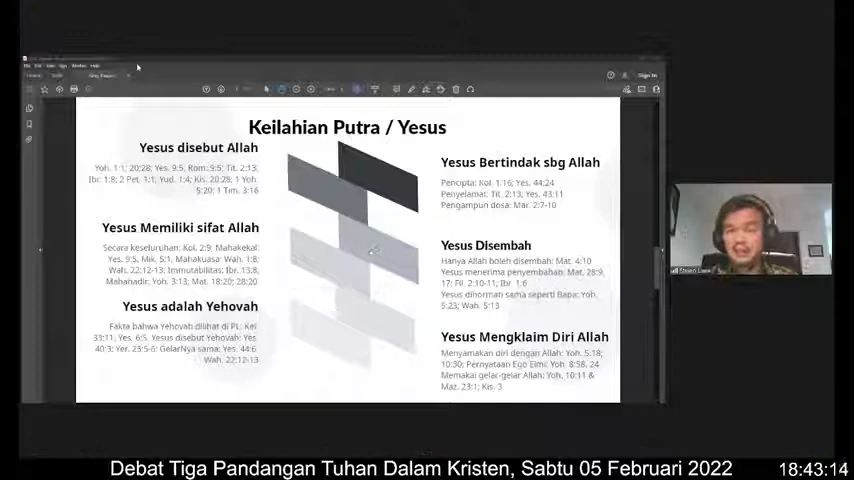 Sign In
Keilahian Putra / Yesus
Yesus disebut Allah
Yoh. 1:1; 20:28; Yes. 9:5, Rom. 9:5; Tit. 2:13;
Ibr. 1:8; 2 Pet. 1:1; Yud. 1:4; Kis. 20:28; 1 Yoh.
5:20; 1 Tim. 3:16
Yesus Memiliki sifat Allah
Secara keseluruhan: Kol. 2:9; Mahakekal:
Yes. 9:5, Mik. 5:1, Mahakuasa: Wah. 1:8;
Wah. 22:12-13; Immutabilitas: Ibr. 13:8,
Mahahadir: Yoh. 3:13; Mat. 18:20; 28:20
Yesus adalah Yehovah
Fakta bahwa Yehovah dilihat di PL: Kel
33:11; Yes. 6:5. Yesus disebut Yehovah: Yes.
40:3; Yer. 23:5-6: GelarNya sama: Yes. 44:6
Wah. 22:12-13
Yesus Bertindak sbg Allah
Pencipta: Kol. 1:16; Yes. 44:24
Penyelamat: Tit. 2:13; Yes. 43:11
Pengampun dosa: Mar. 2:7-10
Yesus Disembah
Hanya Allah boleh disembah: Mat. 4:10
Yesus menerima penyembahan: Mat. 28:9,
17; Fil. 2:10-11; Ibr. 1:6
Yesus dihormati sama seperti Bapa: Yoh.
5:23; Wah. 5:13
Yesus Mengklaim Diri Allah
Menyamakan diri dengan Allah: Yoh. 5:18;
10:30; Pernyataan Ego Eimi: Yoh. 8:58, 24
Memakai gelar-gelar Allah: Yoh. 10:11 &
Maz. 23:1; Kis. 3
Debat Tiga Pandangan Tuhan Dalam Kristen, Sabtu 05 Februari 2022
18:43:14